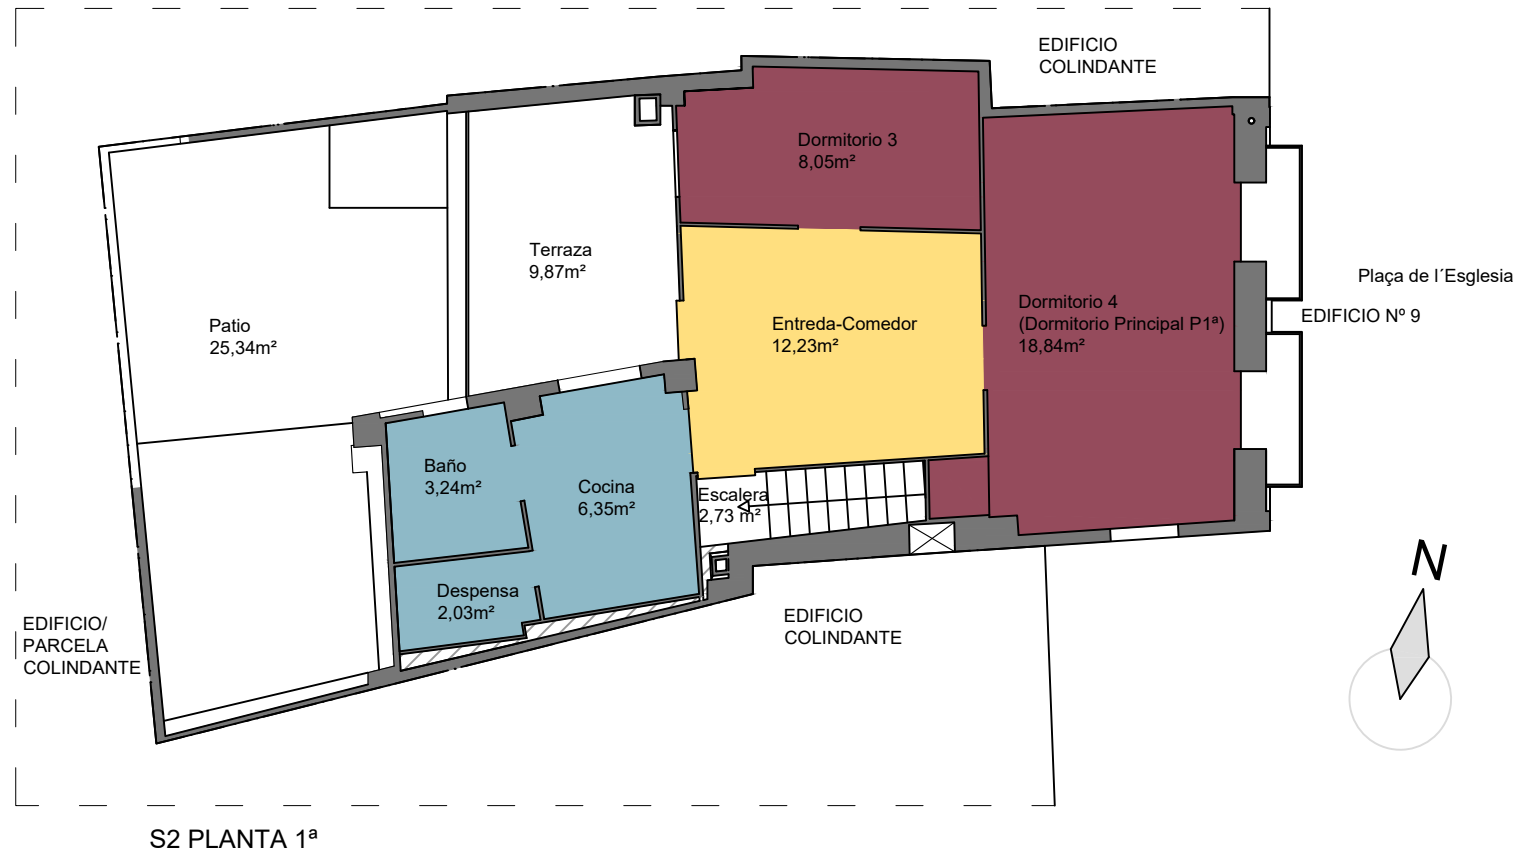 EDIFICIO
COLINDANTE
Dormitorio 3
8,05m²
Terraza
9,87m²
Plaça de l´Esglesia
Dormitorio 4
(Dormitorio Principal P1ª)
18,84m²
EDIFICIO Nº 9
Patio
25,34m²
Entreda-Comedor
12,23m²
Baño
3,24m²
Cocina
6,35m²
Escalera
2,73 m²
Despensa
2,03m²
N
EDIFICIO/
PARCELA
COLINDANTE
EDIFICIO
COLINDANTE
S2 PLANTA 1ª